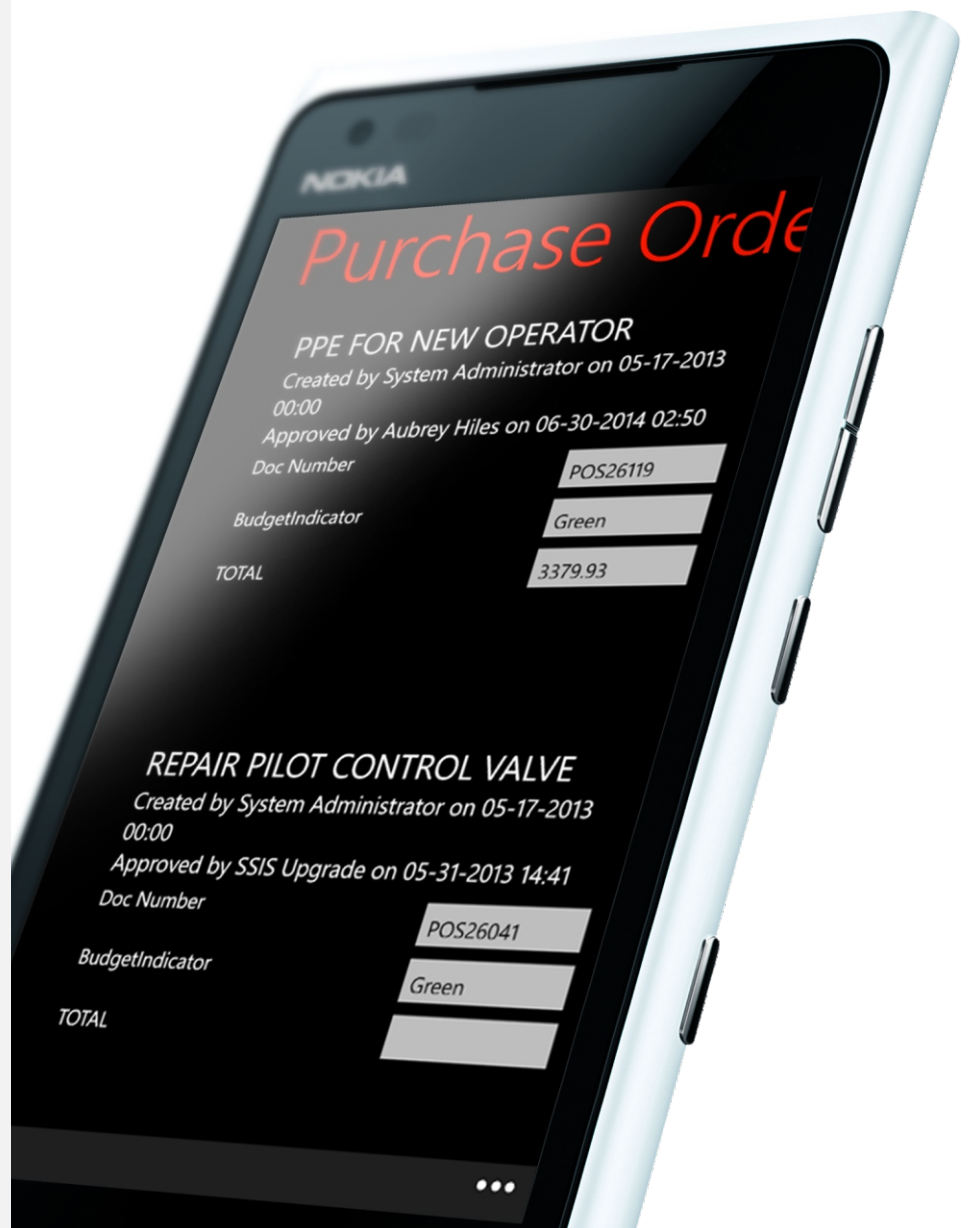 NOKIA
Purchase Orde
PPE FOR NEW OPERATOR
Created by System Administrator on 05-17-2013
00:00
Approved by Aubrey Hiles on 06-30-2014 02:50
Doc Number
POS26119
BudgetIndicator
Green
TOTAL
3379.93
REPAIR PILOT CONTROL VALVE
Created by System Administrator on 05-17-2013
00:00
Approved by SSIS Upgrade on 05-31-2013 14:41
Doc Number
POS26041
BudgetIndicator
Green
TOTAL